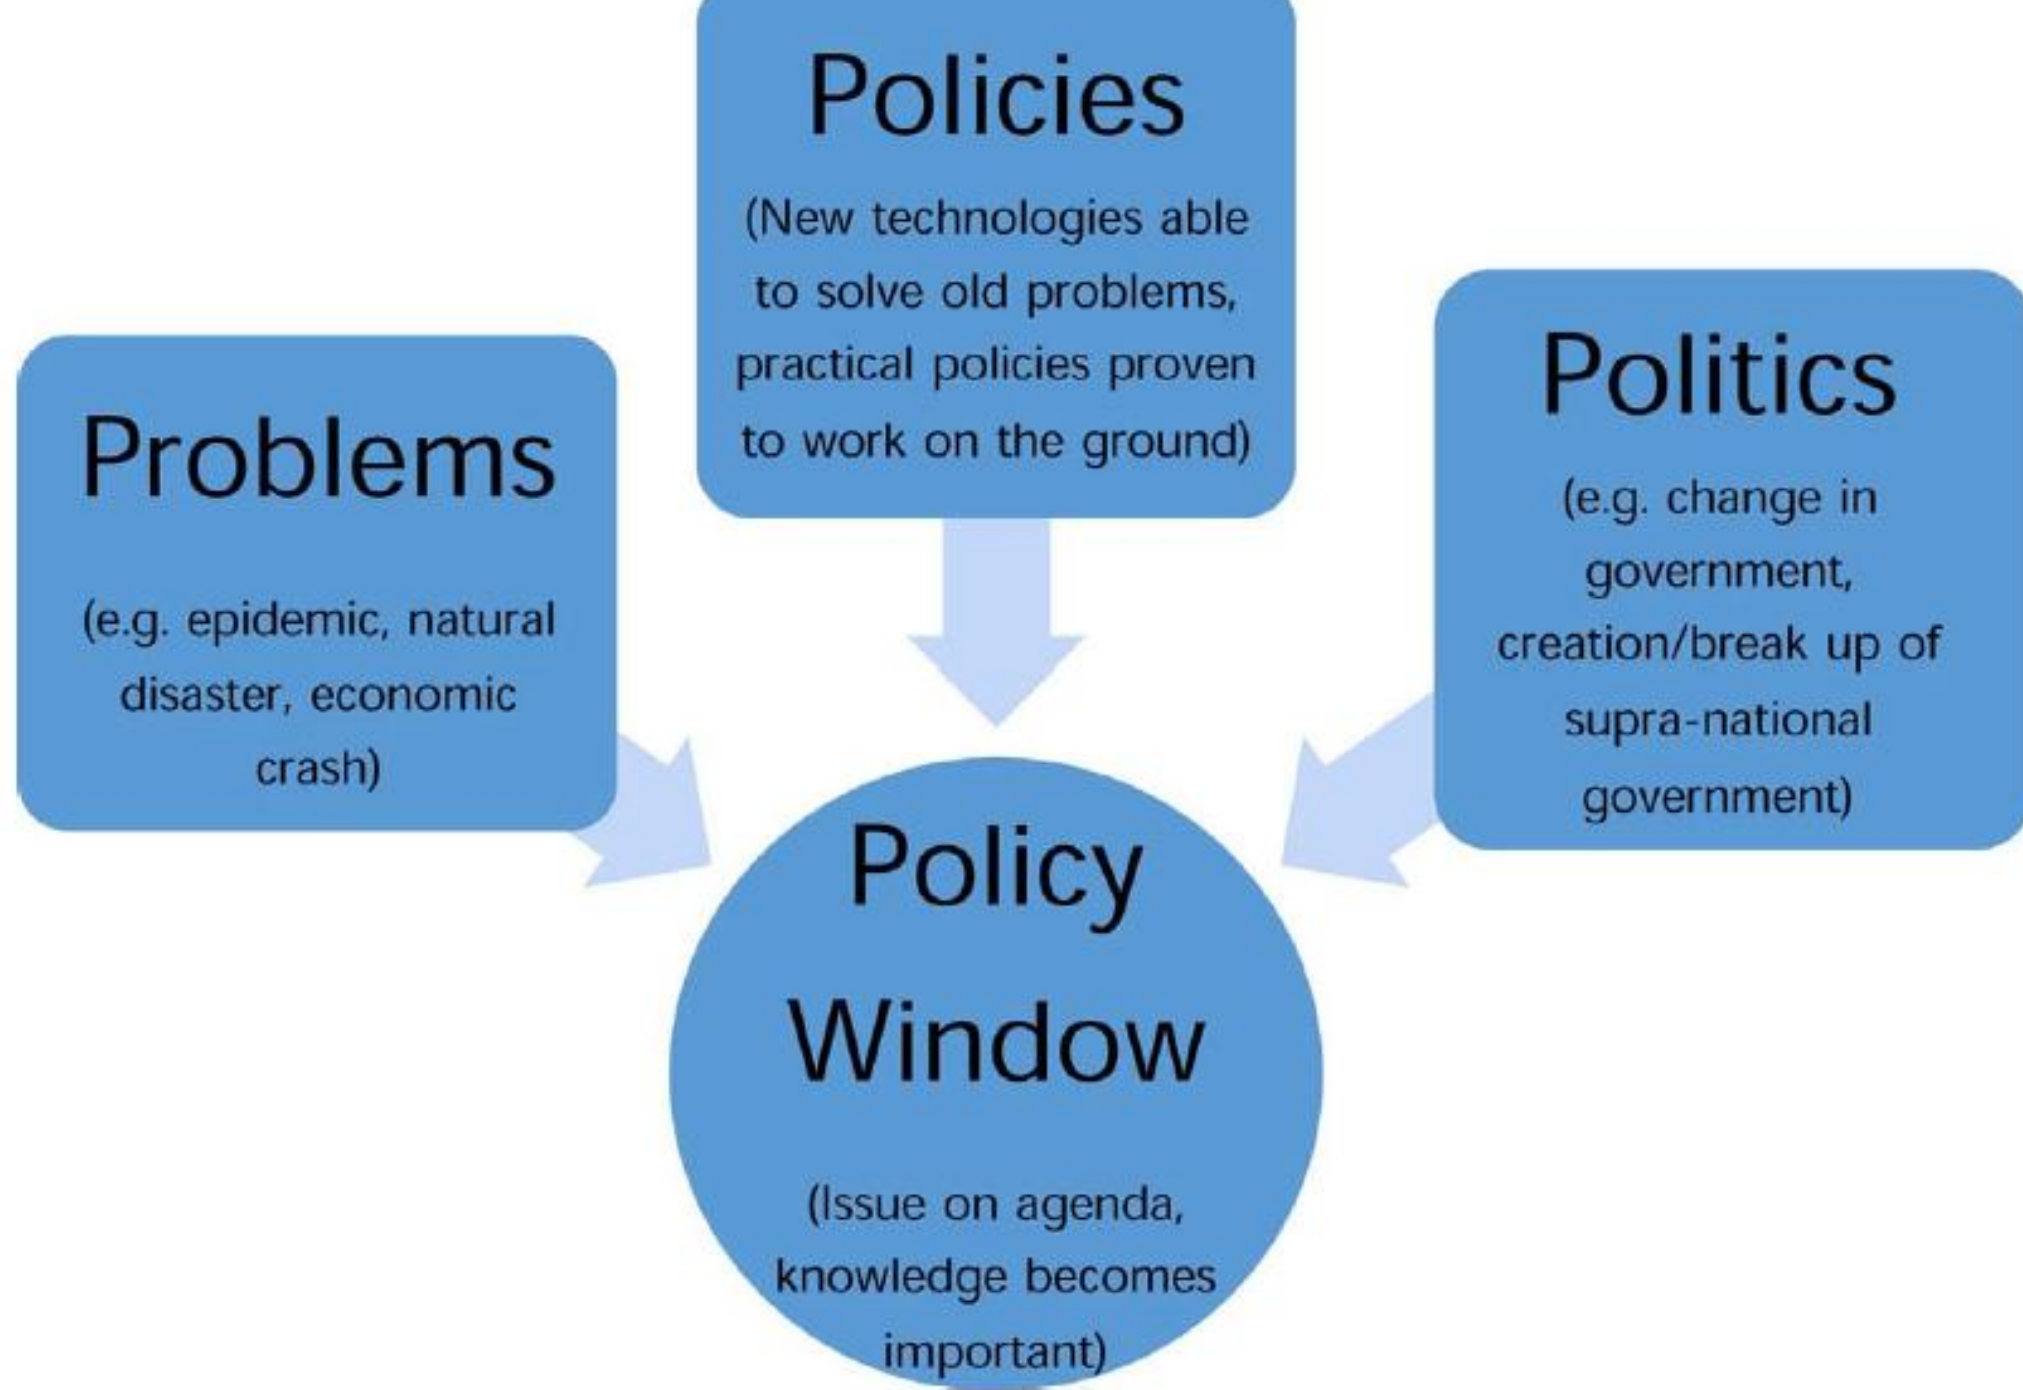 Policies
(New technologies able
to solve old problems,
practical policies proven
to work on the ground)
Problems
(e.g. epidemic, natural
disaster, economic
crash)
Politics
(e.g. change in
government,
creation/break up of
supra-national
government)
Policy
Window
(Issue on agenda,
knowledge becomes
important)